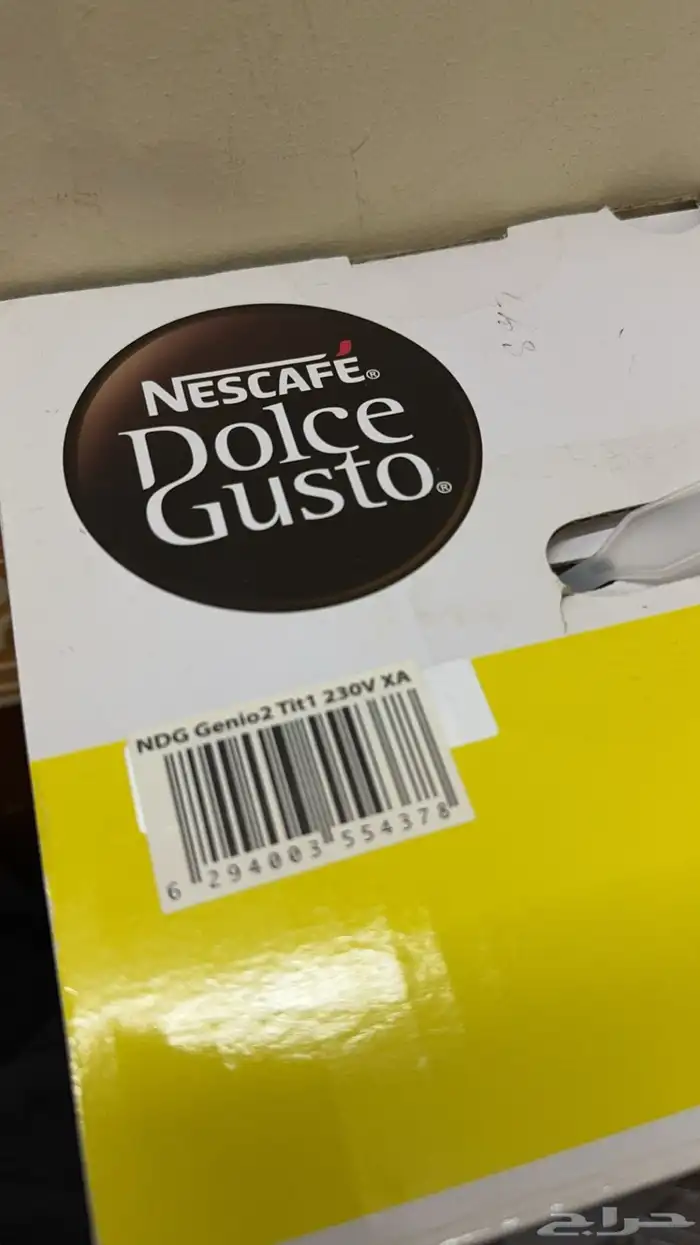 NESCAFÉ®
Dolce
Gusto®
NDG Genio2 Tit1 230V XA
6 294003 554378
حراج